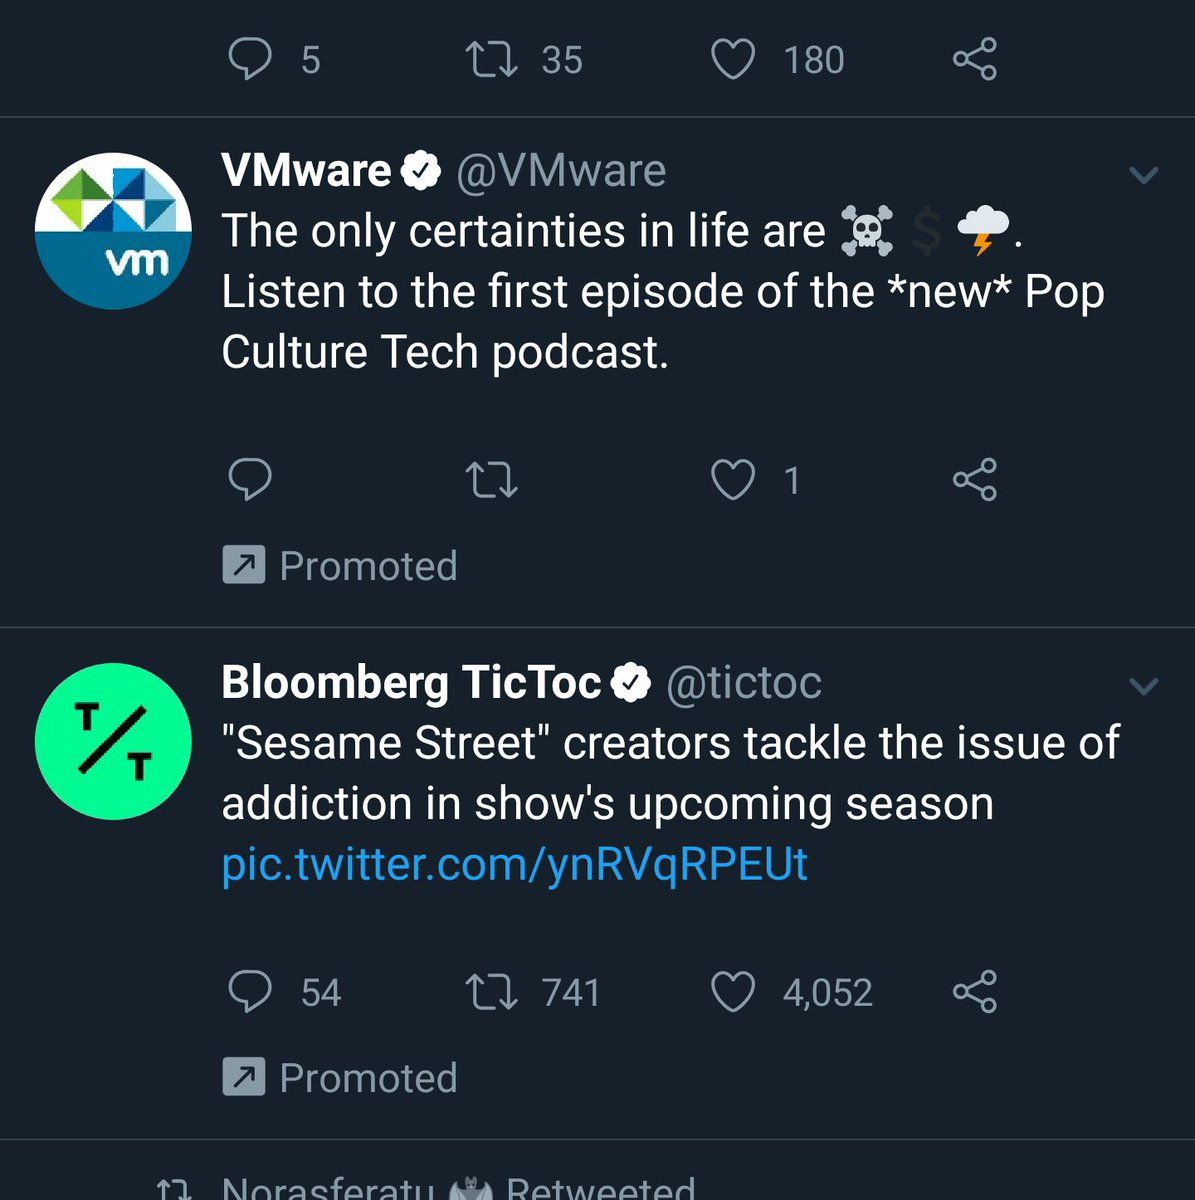 5 35 180
VMware @VMware
The only certainties in life are ☠️ 💲 🌩️.
Listen to the first episode of the *new* Pop
Culture Tech podcast.
vm
1
Promoted
Bloomberg TicToc @tictoc
T/T
"Sesame Street" creators tackle the issue of
addiction in show's upcoming season
pic.twitter.com/ynRVqRPEUt
54 741 4,052
Promoted
Norasferatu 🦇 Retweeted